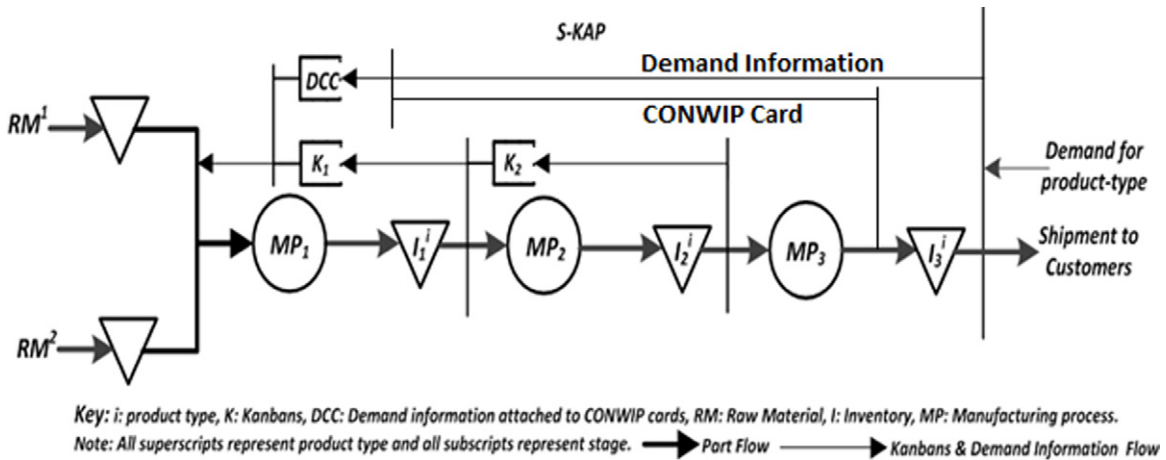 S-KAP
Demand Information
DCC
CONWIP Card
RM¹
K₁
K₂
Demand for
product-type
MP₁
I₁ⁱ
MP₂
I₂ⁱ
MP₃
I₃ⁱ
Shipment to
Customers
RM²
Key: i: product type, K: Kanbans, DCC: Demand information attached to CONWIP cards, RM: Raw Material, I: Inventory, MP: Manufacturing process.
Note: All superscripts represent product type and all subscripts represent stage. Part Flow Kanbans & Demand Information Flow